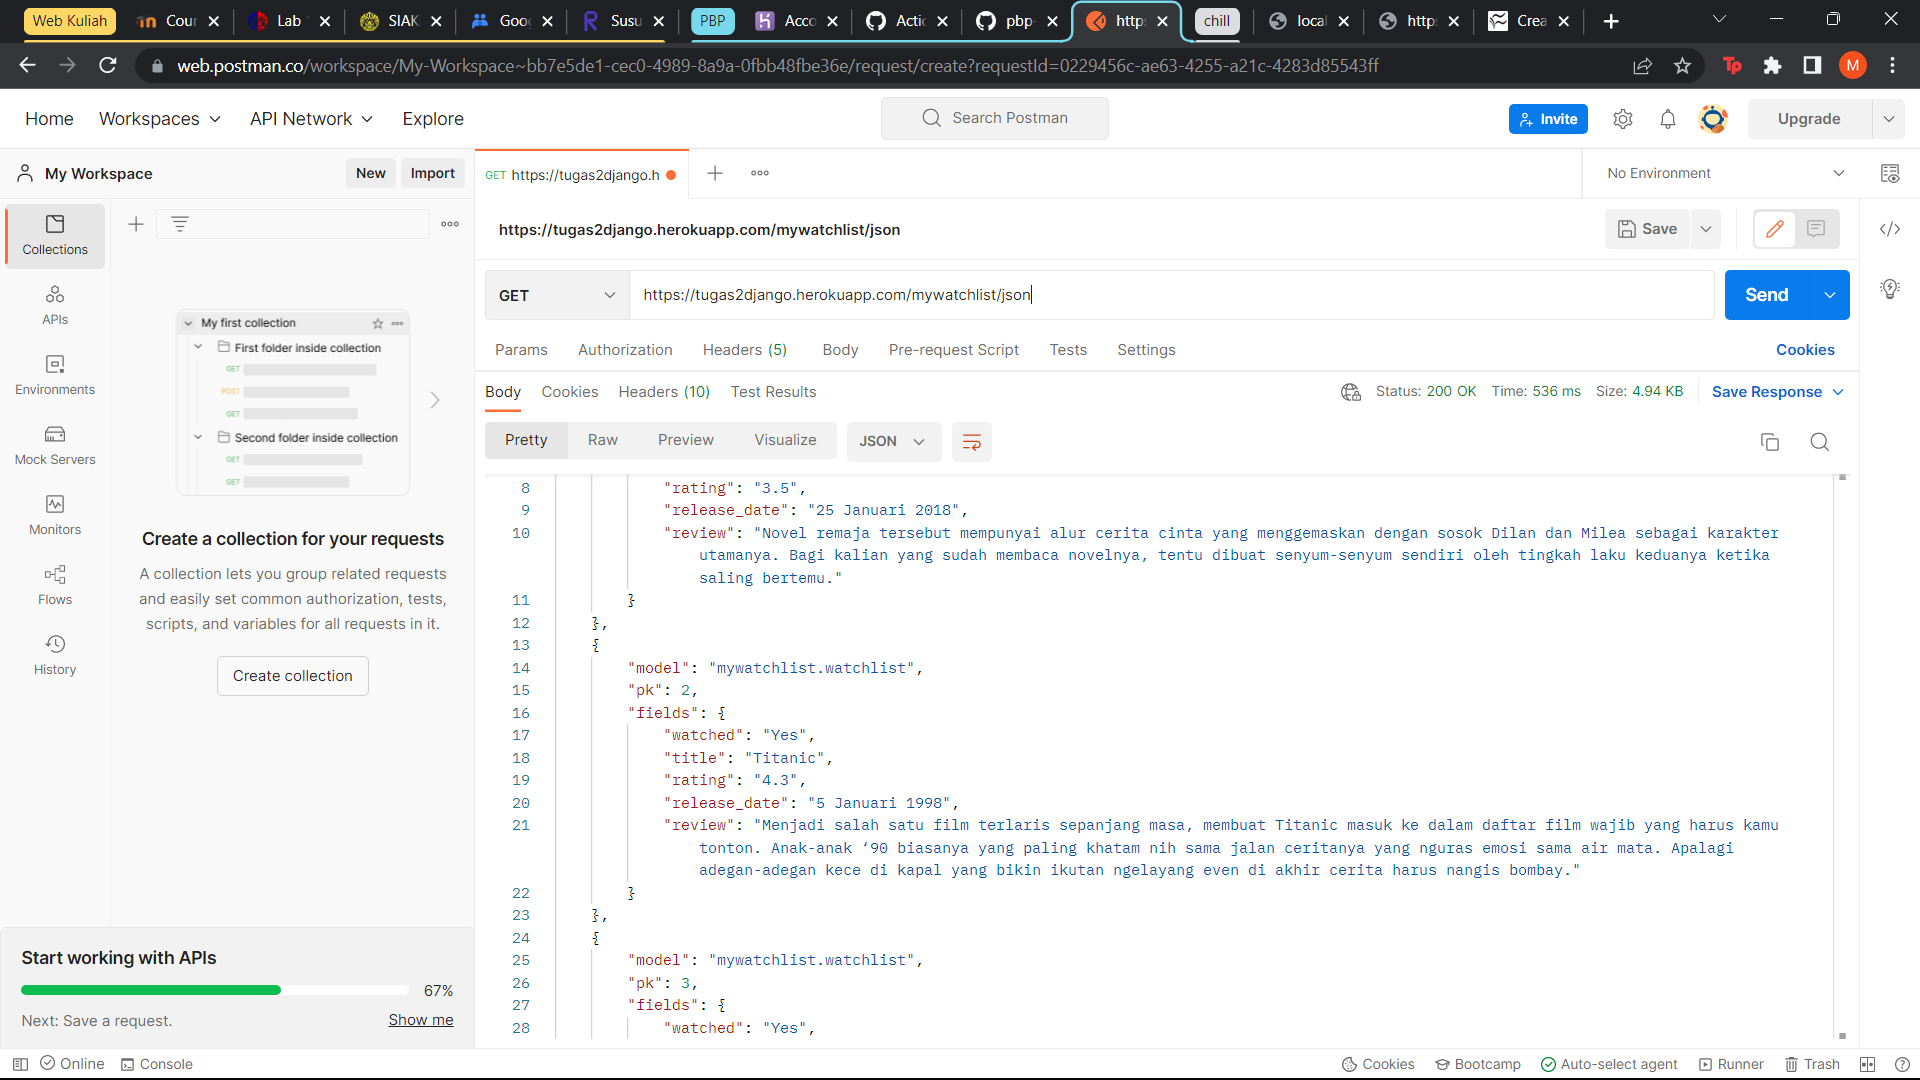 Web Kuliah
Cour
Lab
SIAK
Goog
Susu
PBP
Acco
Actio
pbp-
https
chill
local
https
Crea
web.postman.co/workspace/My-Workspace~bb7e5de1-cec0-4989-8a9a-0fbb48fbe36e/request/create?requestId=0229456c-ae63-4255-a21c-4283d85543ff
Tp
M
Home
Workspaces
API Network
Explore
Search Postman
Invite
Upgrade
My Workspace
New
Import
GET https://tugas2django.h
No Environment
Collections
APIs
Environments
Mock Servers
Monitors
Flows
History
My first collection
First folder inside collection
GET
POST
GET
Second folder inside collection
GET
GET
Create a collection for your requests
A collection lets you group related requests
and easily set common authorization, tests,
scripts, and variables for all requests in it.
Create collection
Start working with APIs
67%
Next: Save a request.
Show me
https://tugas2django.herokuapp.com/mywatchlist/json
Save
GET
https://tugas2django.herokuapp.com/mywatchlist/json
Send
Params
Authorization
Headers (5)
Body
Pre-request Script
Tests
Settings
Cookies
Body
Cookies
Headers (10)
Test Results
Status: 200 OK
Time: 536 ms
Size: 4.94 KB
Save Response
Pretty
Raw
Preview
Visualize
JSON
8 "rating": "3.5",
9 "release_date": "25 Januari 2018",
10 "review": "Novel remaja tersebut mempunyai alur cerita cinta yang menggemaskan dengan sosok Dilan dan Milea sebagai karakter
utamanya. Bagi kalian yang sudah membaca novelnya, tentu dibuat senyum-senyum sendiri oleh tingkah laku keduanya ketika
saling bertemu."
11 }
12 },
13 {
14 "model": "mywatchlist.watchlist",
15 "pk": 2,
16 "fields": {
17 "watched": "Yes",
18 "title": "Titanic",
19 "rating": "4.3",
20 "release_date": "5 Januari 1998",
21 "review": "Menjadi salah satu film terlaris sepanjang masa, membuat Titanic masuk ke dalam daftar film wajib yang harus kamu
tonton. Anak-anak ‘90 biasanya yang paling khatam nih sama jalan ceritanya yang nguras emosi sama air mata. Apalagi
adegan-adegan kece di kapal yang bikin ikutan ngelayang even di akhir cerita harus nangis bombay."
22 }
23 },
24 {
25 "model": "mywatchlist.watchlist",
26 "pk": 3,
27 "fields": {
28 "watched": "Yes",
Online
Console
Cookies
Bootcamp
Auto-select agent
Runner
Trash